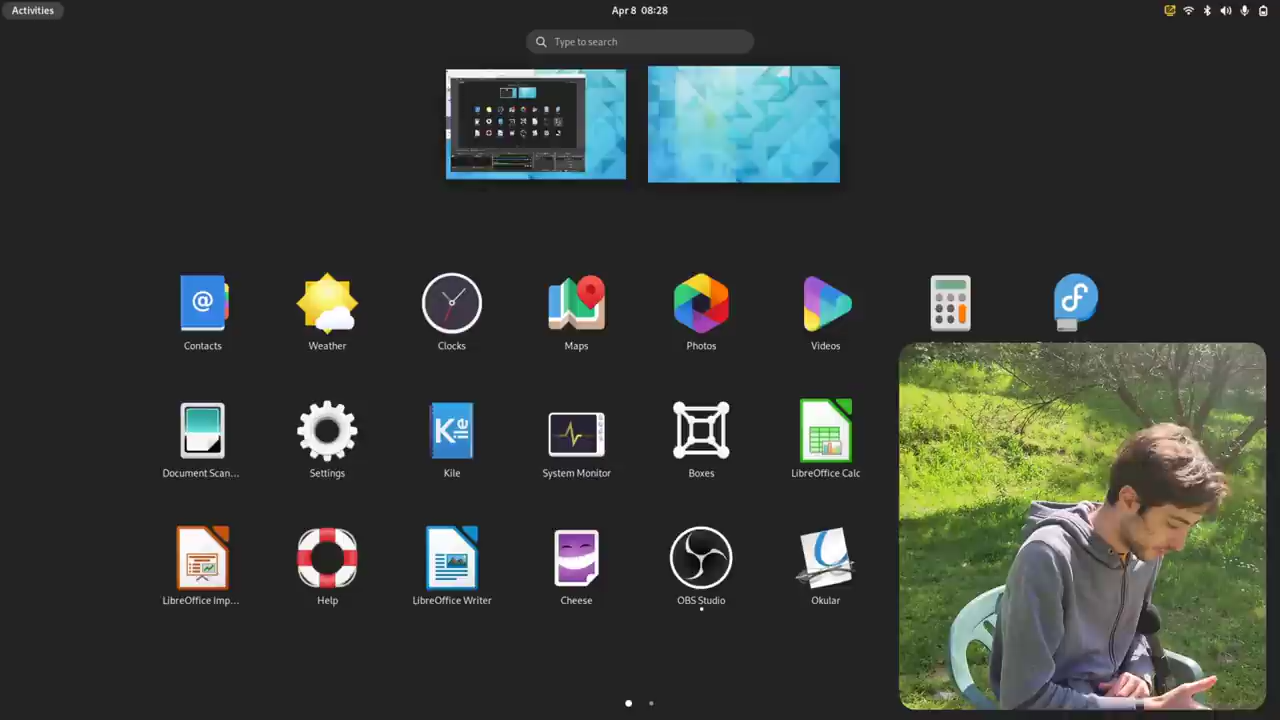 Activities
Apr 8 08:28
Type to search
Contacts
Weather
Clocks
Maps
Photos
Videos
Document Scan...
Settings
Kile
System Monitor
Boxes
LibreOffice Calc
LibreOffice Imp...
Help
LibreOffice Writer
Cheese
OBS Studio
Okular